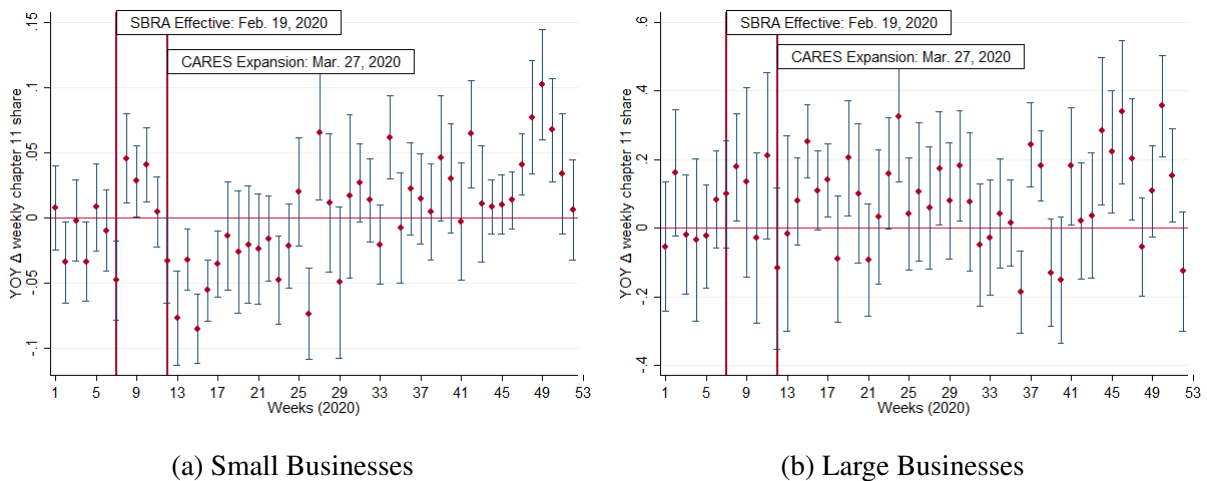 SBRA Effective: Feb. 19, 2020
CARES Expansion: Mar. 27, 2020
YOY Δ weekly chapter 11 share
.15
.1
.05
0
-.05
-.1
1 5 9 13 17 21 25 29 33 37 41 45 49 53
Weeks (2020)
(a) Small Businesses
SBRA Effective: Feb. 19, 2020
CARES Expansion: Mar. 27, 2020
YOY Δ weekly chapter 11 share
.6
.4
.2
0
-.2
-.4
1 5 9 13 17 21 25 29 33 37 41 45 49 53
Weeks (2020)
(b) Large Businesses